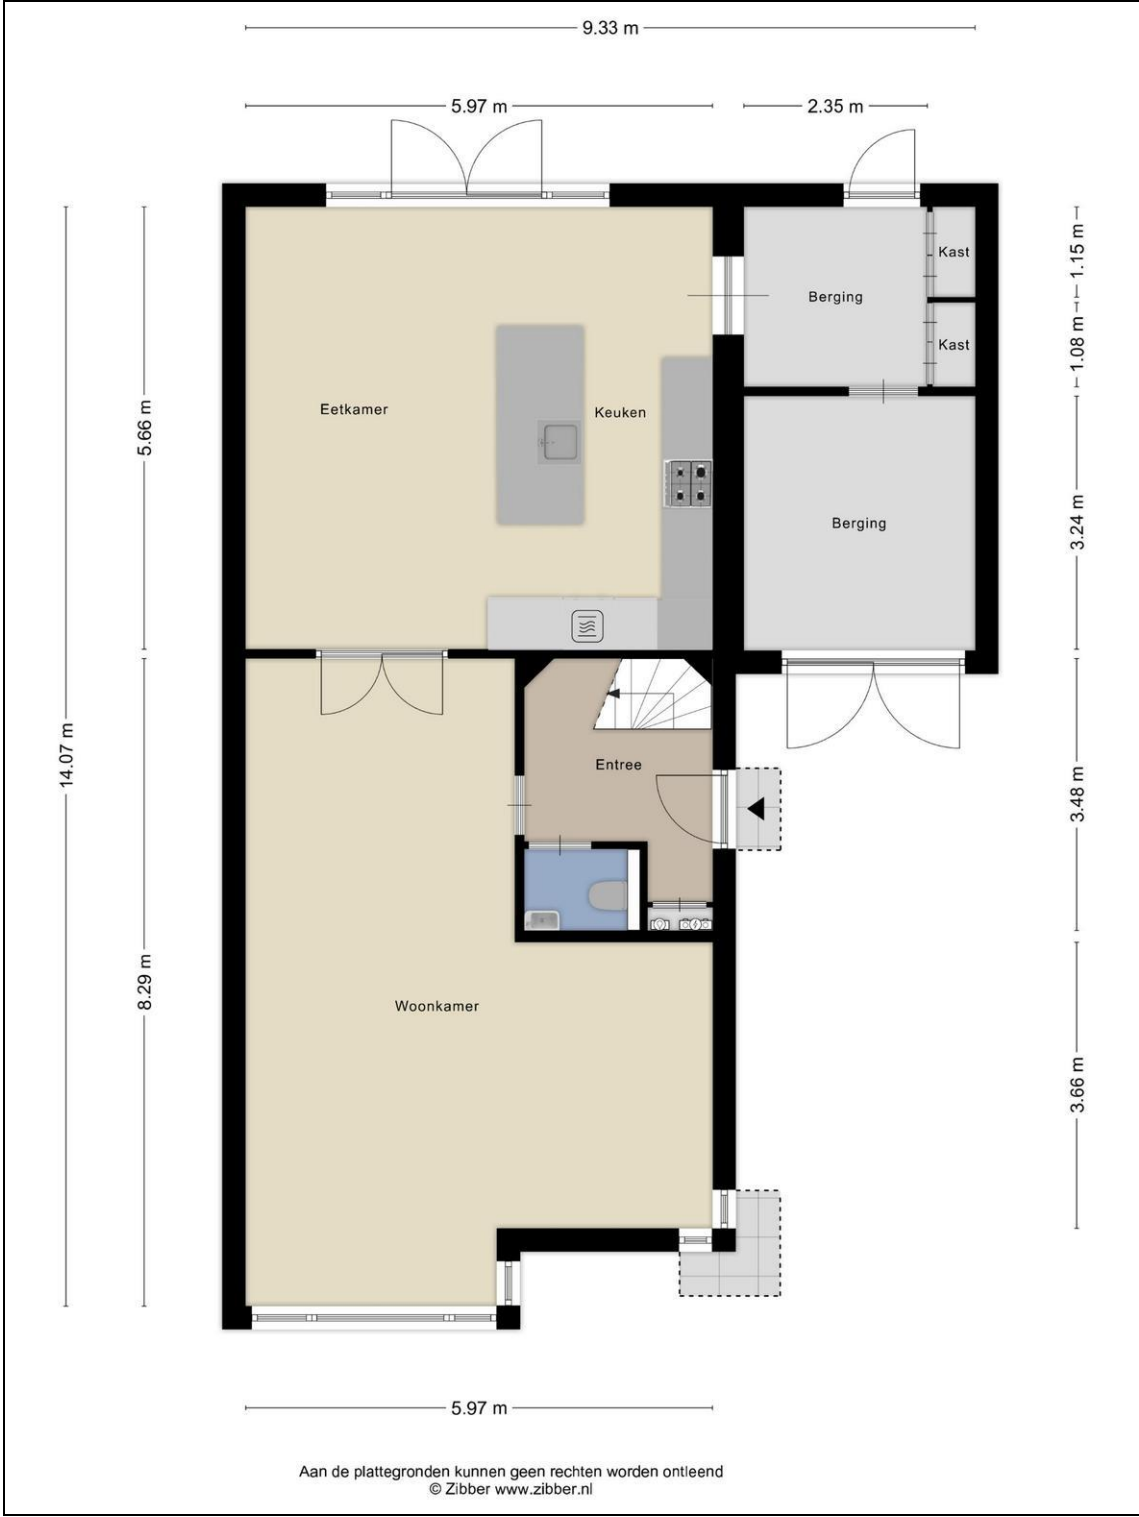 9.33 m
5.97 m
2.35 m
Kast
1.15 m
Berging
1.08 m
Kast
Eetkamer
Keuken
5.66 m
Berging
3.24 m
14.07 m
Entree
3.48 m
8.29 m
Woonkamer
3.66 m
5.97 m
Aan de plattegronden kunnen geen rechten worden ontleend
© Zibber www.zibber.nl